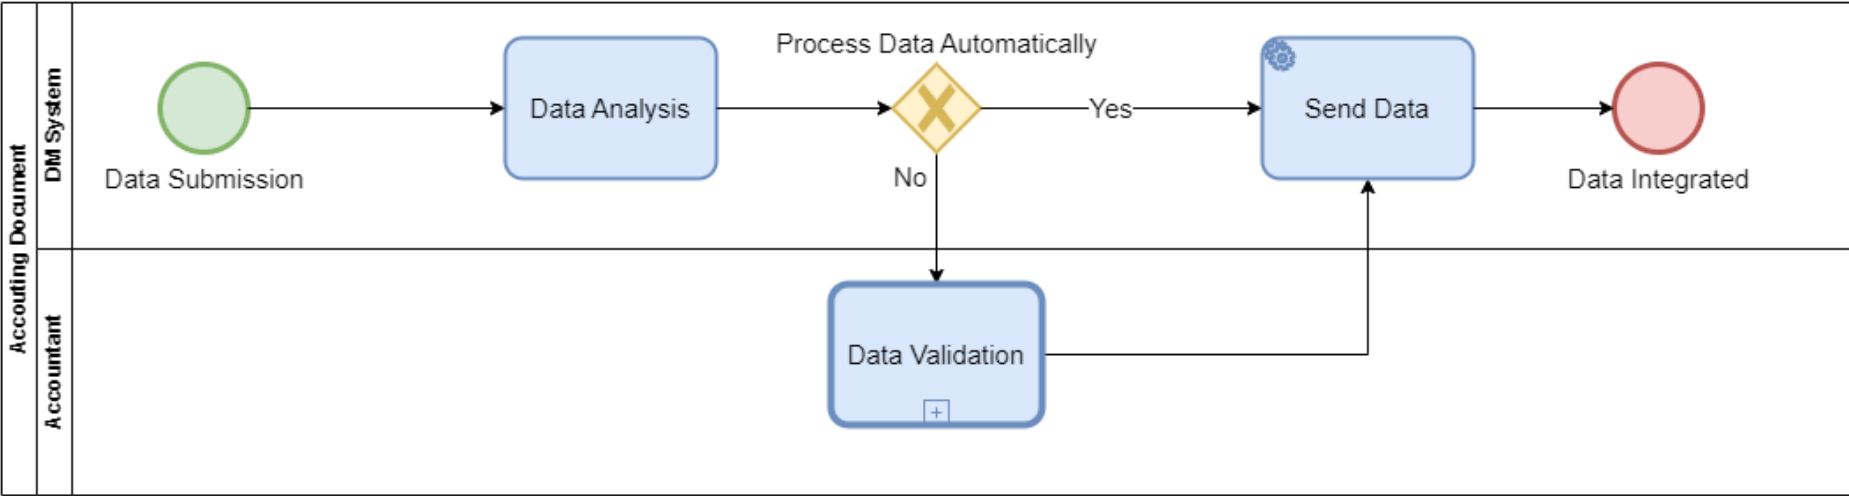 Accouting Document
DM System
Accountant
Process Data Automatically
Data Submission
Data Analysis
Yes
No
Send Data
Data Integrated
Data Validation